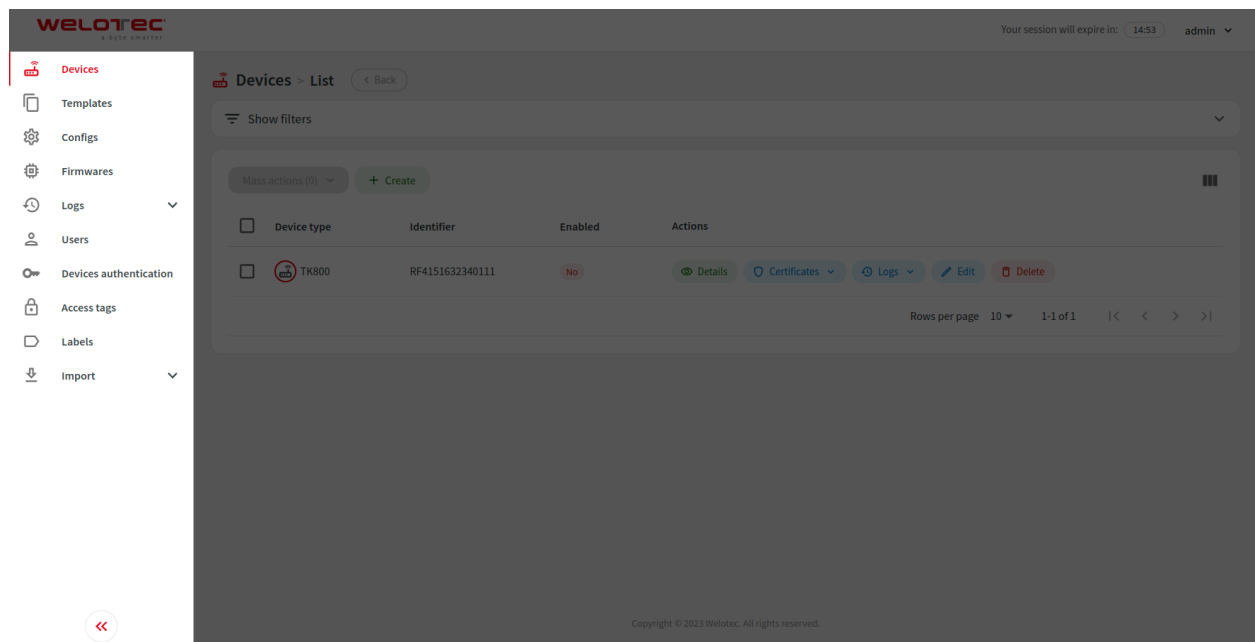 WELOTEC
a byte smarter
Your session will expire in: 14:53 admin
Devices
Templates
Configs
Firmwares
Logs
Users
Devices authentication
Access tags
Labels
Import
Devices > List < Back
Show filters
Mass actions (0) + Create
Device type Identifier Enabled Actions
TK800 RF4151632340111 No Details Certificates Logs Edit Delete
Rows per page 10 1-1 of 1
Copyright © 2023 Welotec. All rights reserved.